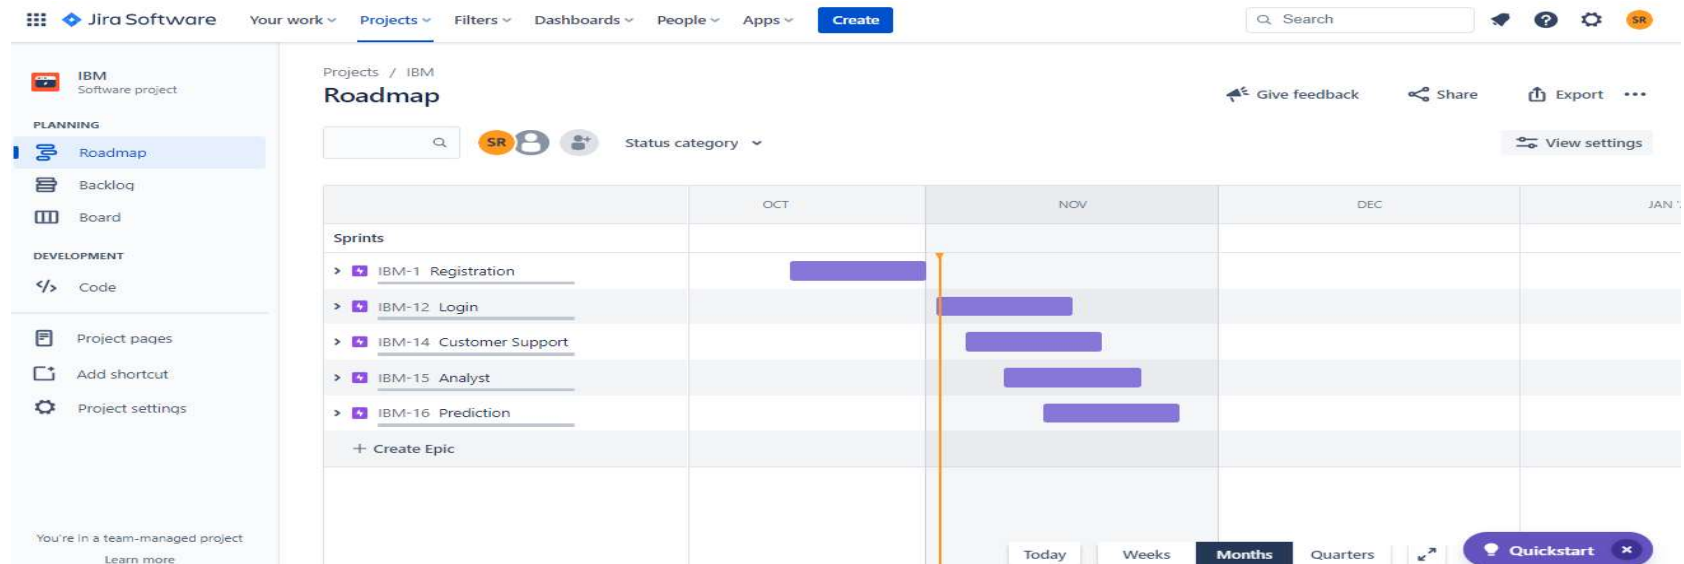 Jira Software Your work Projects Filters Dashboards People Apps Create Search SR
IBM
Software project
PLANNING
Roadmap
Backlog
Board
DEVELOPMENT
Code
Project pages
Add shortcut
Project settings
You're in a team-managed project
Learn more
Projects / IBM
Roadmap
Give feedback Share Export
SR Status category View settings
OCT NOV DEC JAN '
Sprints
IBM-1 Registration
IBM-12 Login
IBM-14 Customer Support
IBM-15 Analyst
IBM-16 Prediction
+ Create Epic
Today Weeks Months Quarters Quickstart